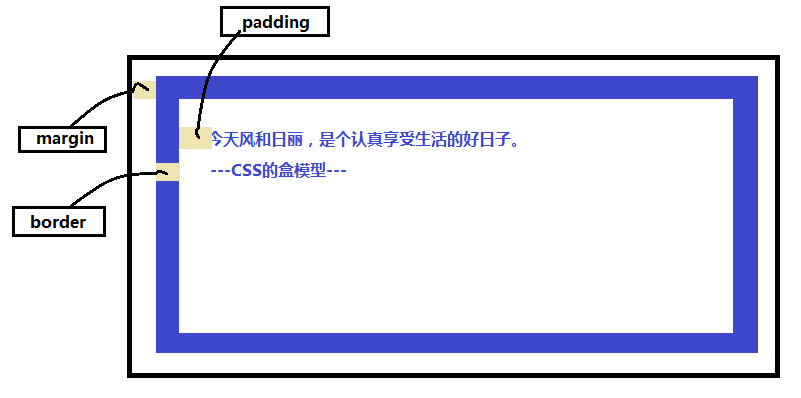 padding
margin
今天风和日丽，是个认真享受生活的好日子。
---CSS的盒模型---
border